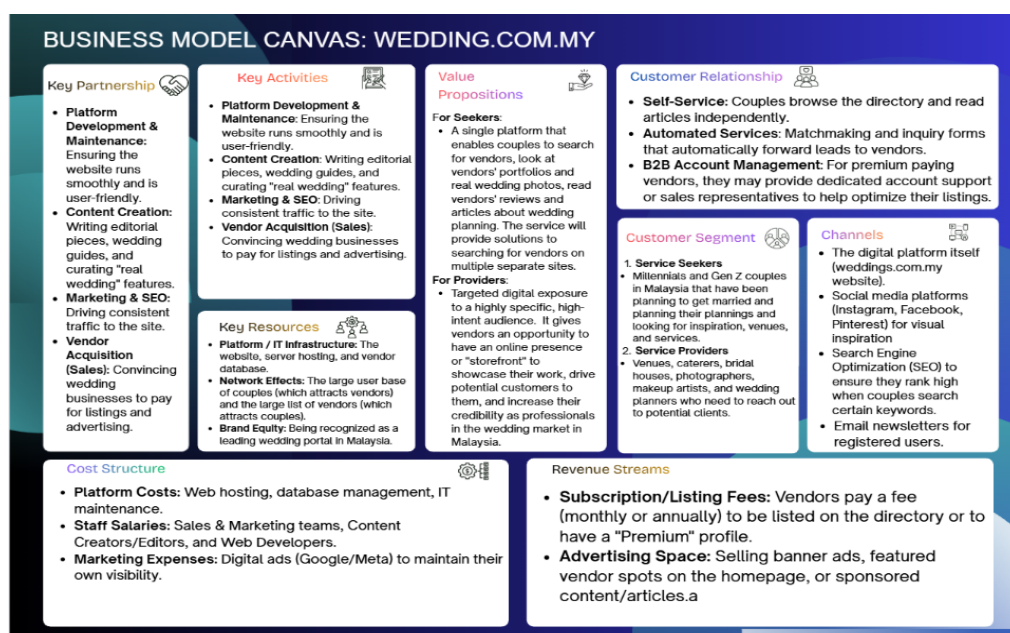 BUSINESS MODEL CANVAS: WEDDING.COM.MY
Key Partnership
• Platform
Development &
Maintenance:
Ensuring the
website runs
smoothly and is
user-friendly.
• Content Creation:
Writing editorial
pieces, wedding
guides, and
curating "real
wedding" features.
• Marketing & SEO:
Driving consistent
traffic to the site.
• Vendor
Acquisition
(Sales): Convincing
wedding
businesses to pay
for listings and
advertising.
Key Activities
• Platform Development &
Maintenance: Ensuring the
website runs smoothly and is
user-friendly.
• Content Creation: Writing editorial
pieces, wedding guides, and
curating "real wedding" features.
• Marketing & SEO: Driving
consistent traffic to the site.
• Vendor Acquisition (Sales):
Convincing wedding businesses
to pay for listings and advertising.
Key Resources
• Platform / IT Infrastructure: The
website, server hosting, and vendor
database.
• Network Effects: The large user base
of couples (which attracts vendors)
and the large list of vendors (which
attracts couples).
• Brand Equity: Being recognized as a
leading wedding portal in Malaysia.
Value
Propositions
For Seekers:
• A single platform that
enables couples to search
for vendors, look at
vendors' portfolios and
real wedding photos, read
vendors' reviews and
articles about wedding
planning. The service will
provide solutions to
searching for vendors on
multiple separate sites.
For Providers:
• Targeted digital exposure
to a highly specific, high-
intent audience. It gives
vendors an opportunity to
have an online presence
or "storefront" to
showcase their work, drive
potential customers to
them, and increase their
credibility as professionals
in the wedding market in
Malaysia.
Customer Relationship
• Self-Service: Couples browse the directory and read
articles independently.
• Automated Services: Matchmaking and inquiry forms
that automatically forward leads to vendors.
• B2B Account Management: For premium paying
vendors, they may provide dedicated account support
or sales representatives to help optimize their listings.
Customer Segment
1. Service Seekers
• Millennials and Gen Z couples
in Malaysia that have been
planning to get married and
planning their plannings and
looking for inspiration, venues,
and services.
2. Service Providers
• Venues, caterers, bridal
houses, photographers,
makeup artists, and wedding
planners who need to reach out
to potential clients.
Channels
• The digital platform itself
(weddings.com.my
website).
• Social media platforms
(Instagram, Facebook,
Pinterest) for visual
inspiration
• Search Engine
Optimization (SEO) to
ensure they rank high
when couples search
certain keywords.
• Email newsletters for
registered users.
Cost Structure
• Platform Costs: Web hosting, database management, IT
maintenance.
• Staff Salaries: Sales & Marketing teams, Content
Creators/Editors, and Web Developers.
• Marketing Expenses: Digital ads (Google/Meta) to maintain their
own visibility.
Revenue Streams
• Subscription/Listing Fees: Vendors pay a fee
(monthly or annually) to be listed on the directory or to
have a "Premium" profile.
• Advertising Space: Selling banner ads, featured
vendor spots on the homepage, or sponsored
content/articles.a